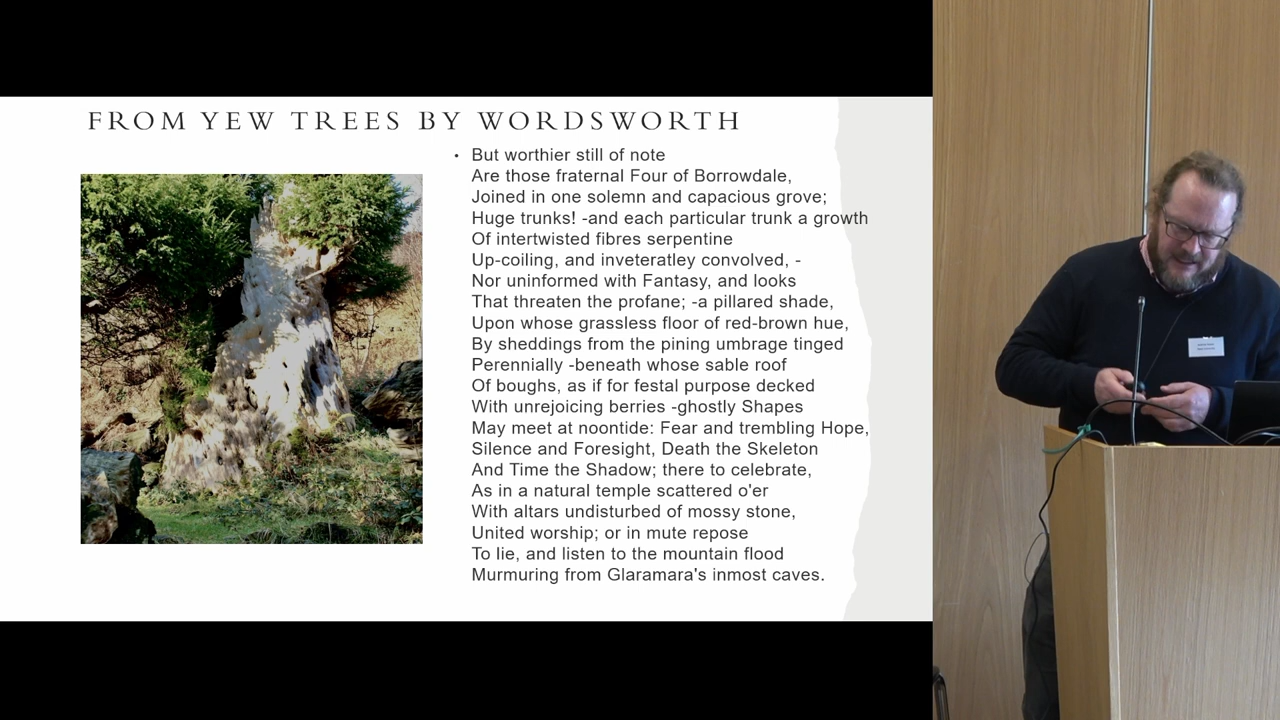 FROM YEW TREES BY WORDSWORTH
• But worthier still of note
Are those fraternal Four of Borrowdale,
Joined in one solemn and capacious grove;
Huge trunks! -and each particular trunk a growth
Of intertwisted fibres serpentine
Up-coiling, and inveteratley convolved, -
Nor uninformed with Fantasy, and looks
That threaten the profane; -a pillared shade,
Upon whose grassless floor of red-brown hue,
By sheddings from the pining umbrage tinged
Perennially -beneath whose sable roof
Of boughs, as if for festal purpose decked
With unrejoicing berries -ghostly Shapes
May meet at noontide: Fear and trembling Hope,
Silence and Foresight, Death the Skeleton
And Time the Shadow; there to celebrate,
As in a natural temple scattered o'er
With altars undisturbed of mossy stone,
United worship; or in mute repose
To lie, and listen to the mountain flood
Murmuring from Glaramara's inmost caves.